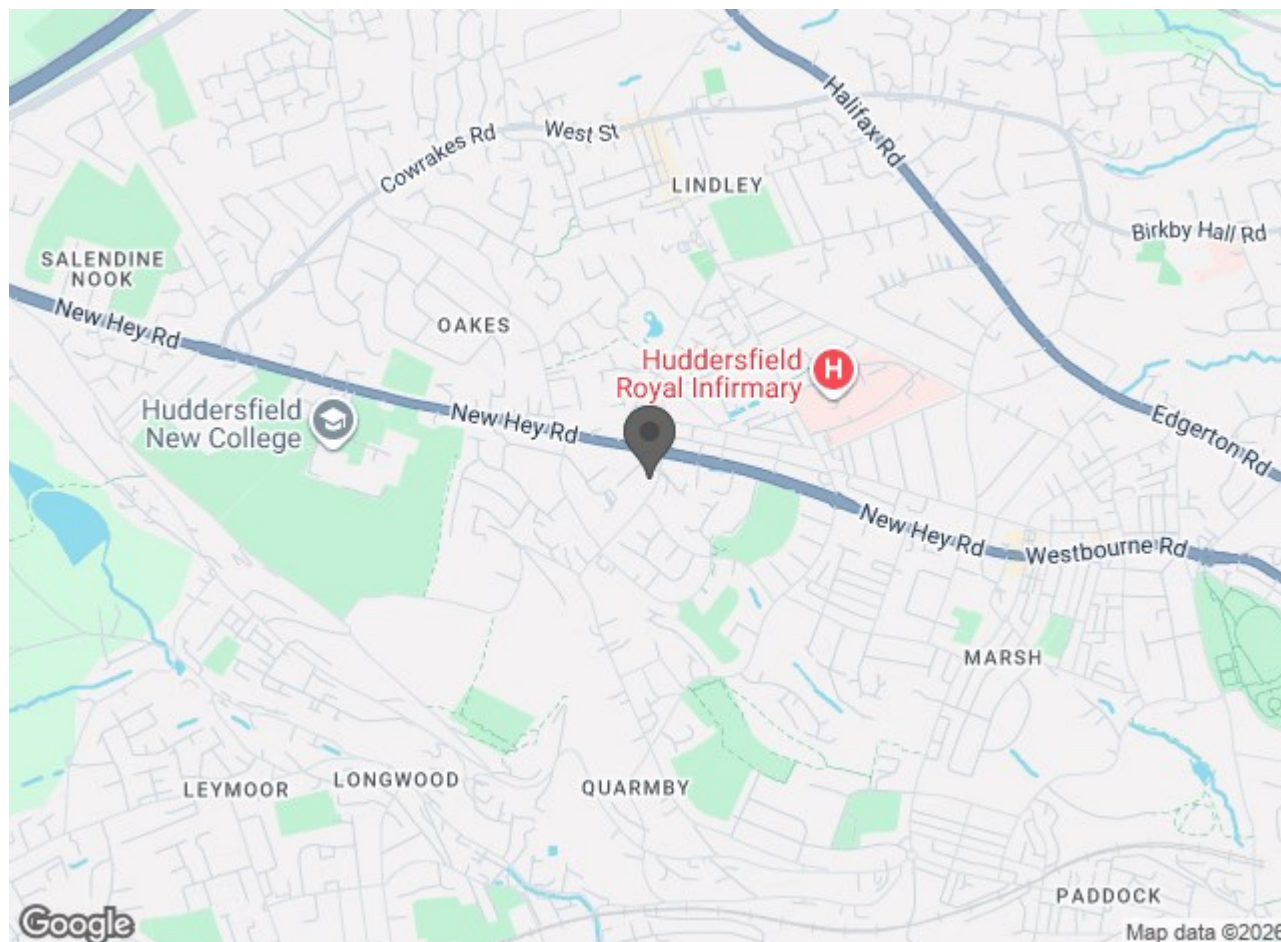 Halifax Rd
West St
Cowrakes Rd
LINDLEY
Birkby Hall Rd
SALENDINE
NOOK
New Hey Rd
OAKES
Huddersfield
Royal Infirmary
H
Huddersfield
New College
New Hey Rd
Edgerton Rd
New Hey Rd
Westbourne Rd
MARSH
LEYMOOR
LONGWOOD
QUARMBY
PADDOCK
Google
Map data ©2026